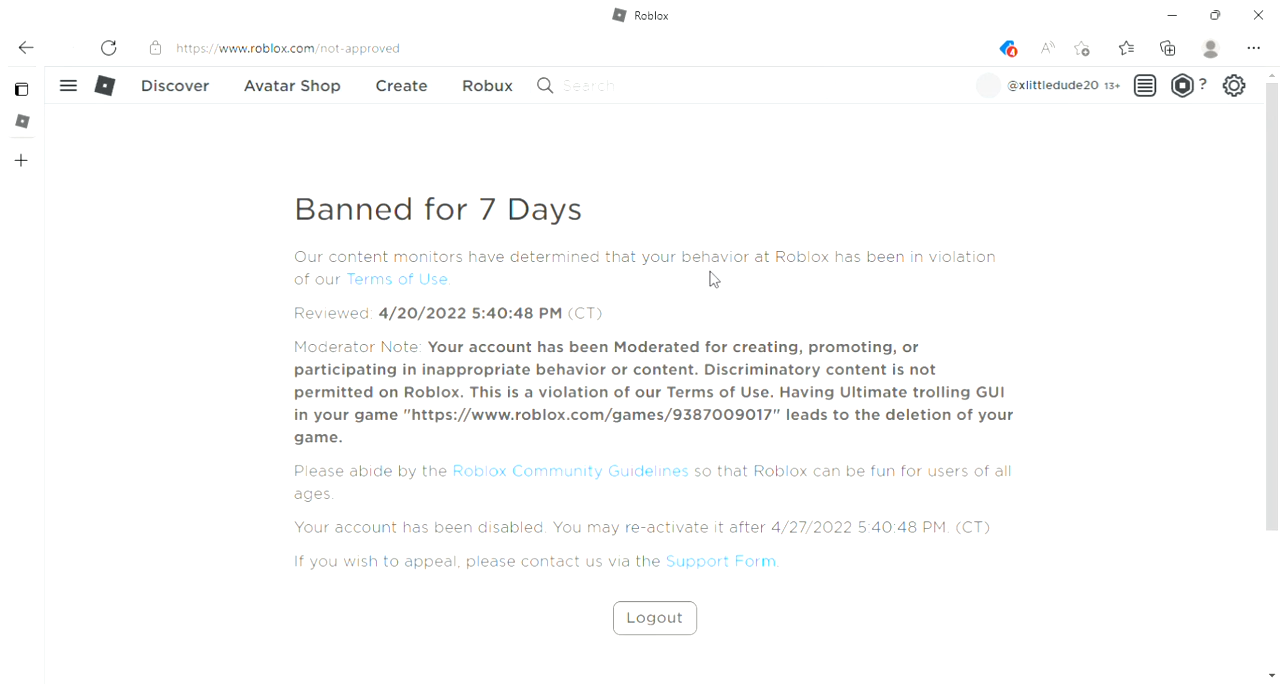 Roblox
https://www.roblox.com/not-approved
4
Discover Avatar Shop Create Robux Search @xlittledude20 13+ ?
Banned for 7 Days
Our content monitors have determined that your behavior at Roblox has been in violation
of our Terms of Use.
Reviewed: 4/20/2022 5:40:48 PM (CT)
Moderator Note: Your account has been Moderated for creating, promoting, or
participating in inappropriate behavior or content. Discriminatory content is not
permitted on Roblox. This is a violation of our Terms of Use. Having Ultimate trolling GUI
in your game "https://www.roblox.com/games/9387009017" leads to the deletion of your
game.
Please abide by the Roblox Community Guidelines so that Roblox can be fun for users of all
ages.
Your account has been disabled. You may re-activate it after 4/27/2022 5:40:48 PM. (CT)
If you wish to appeal, please contact us via the Support Form.
Logout